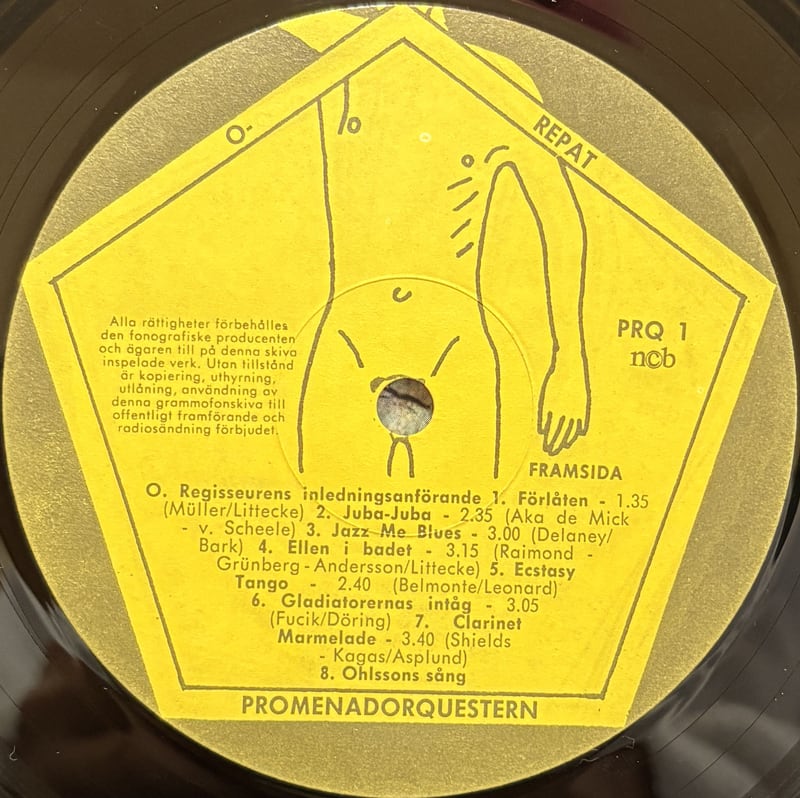 O-
REPAT
Alla rättigheter förbehålles
den fonografiske producenten
och ägaren till på denna skiva
inspelade verk. Utan tillstånd
är kopiering, uthyrning,
utlåning, användning av
denna grammofonskiva till
offentligt framförande och
radiosändning förbjudet.
PRQ 1
n©b
FRAMSIDA
O. Regisseurens inledningsanförande 1. Förlåten - 1.35
(Müller/Littecke) 2. Juba-Juba - 2.35 (Aka de Mick
- v. Scheele) 3. Jazz Me Blues - 3.00 (Delaney/
Bark) 4. Ellen i badet - 3.15 (Raimond -
Grünberg-Andersson/Littecke) 5. Ecstasy
Tango - 2.40 (Belmonte/Leonard)
6. Gladiatorernas intåg - 3.05
(Fucik/Döring) 7. Clarinet
Marmelade - 3.40 (Shields
- Kagas/Asplund)
8. Ohlssons sång
PROMENADORQUESTERN